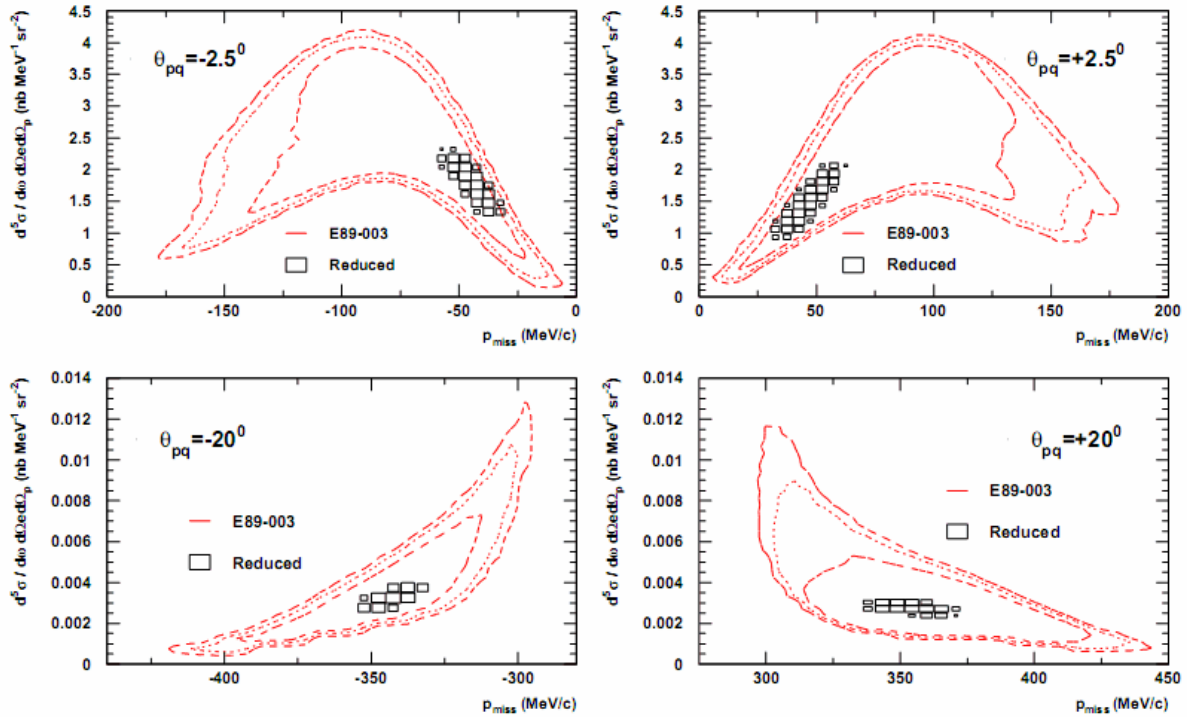 d⁵σ / dω dΩedΩₚ (nb MeV⁻¹ sr⁻²)
4.5
4
3.5
3
2.5
2
1.5
1
0.5
0
θpq=-2.5⁰
E89-003
Reduced
-200 -150 -100 -50 0
pmiss (MeV/c)
d⁵σ / dω dΩedΩₚ (nb MeV⁻¹ sr⁻²)
4.5
4
3.5
3
2.5
2
1.5
1
0.5
0
θpq=+2.5⁰
E89-003
Reduced
0 50 100 150 200
pmiss (MeV/c)
d⁵σ / dω dΩedΩₚ (nb MeV⁻¹ sr⁻²)
0.014
0.012
0.01
0.008
0.006
0.004
0.002
0
θpq=-20⁰
E89-003
Reduced
-400 -350 -300
pmiss (MeV/c)
d⁵σ / dω dΩedΩₚ (nb MeV⁻¹ sr⁻²)
0.014
0.012
0.01
0.008
0.006
0.004
0.002
0
θpq=+20⁰
E89-003
Reduced
300 350 400 450
pmiss (MeV/c)